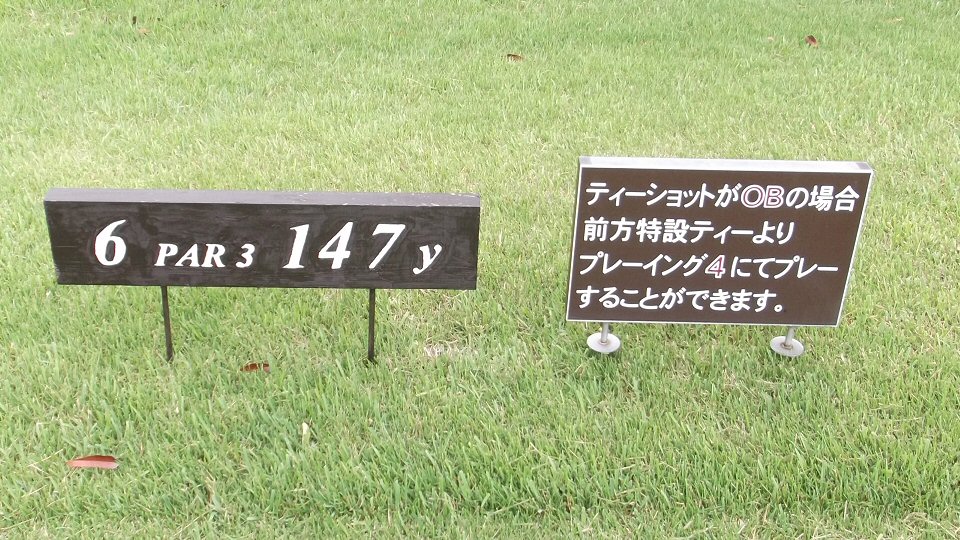 6 PAR 3 147 y
ティーショットがOBの場合
前方特設ティーより
プレーイング4にてプレー
することができます。